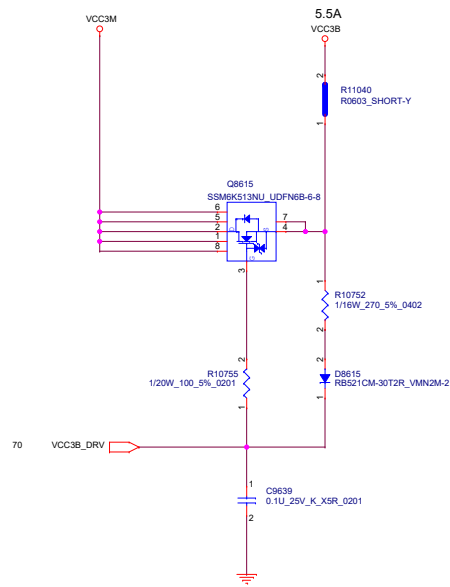 5.5A
VCC3M
VCC3B
2
R11040
R0603_SHORT-Y
1
Q8615
SSM6K513NU_UDFN6B-6-8
6
5
2
1
8
7
4
D
S
G
3
1
R10752
1/16W_270_5%_0402
2
2
R10755
1/20W_100_5%_0201
1
2
D8615
RB521CM-30T2R_VMN2M-2
1
70
VCC3B_DRV
1
C9639
0.1U_25V_K_X5R_0201
2